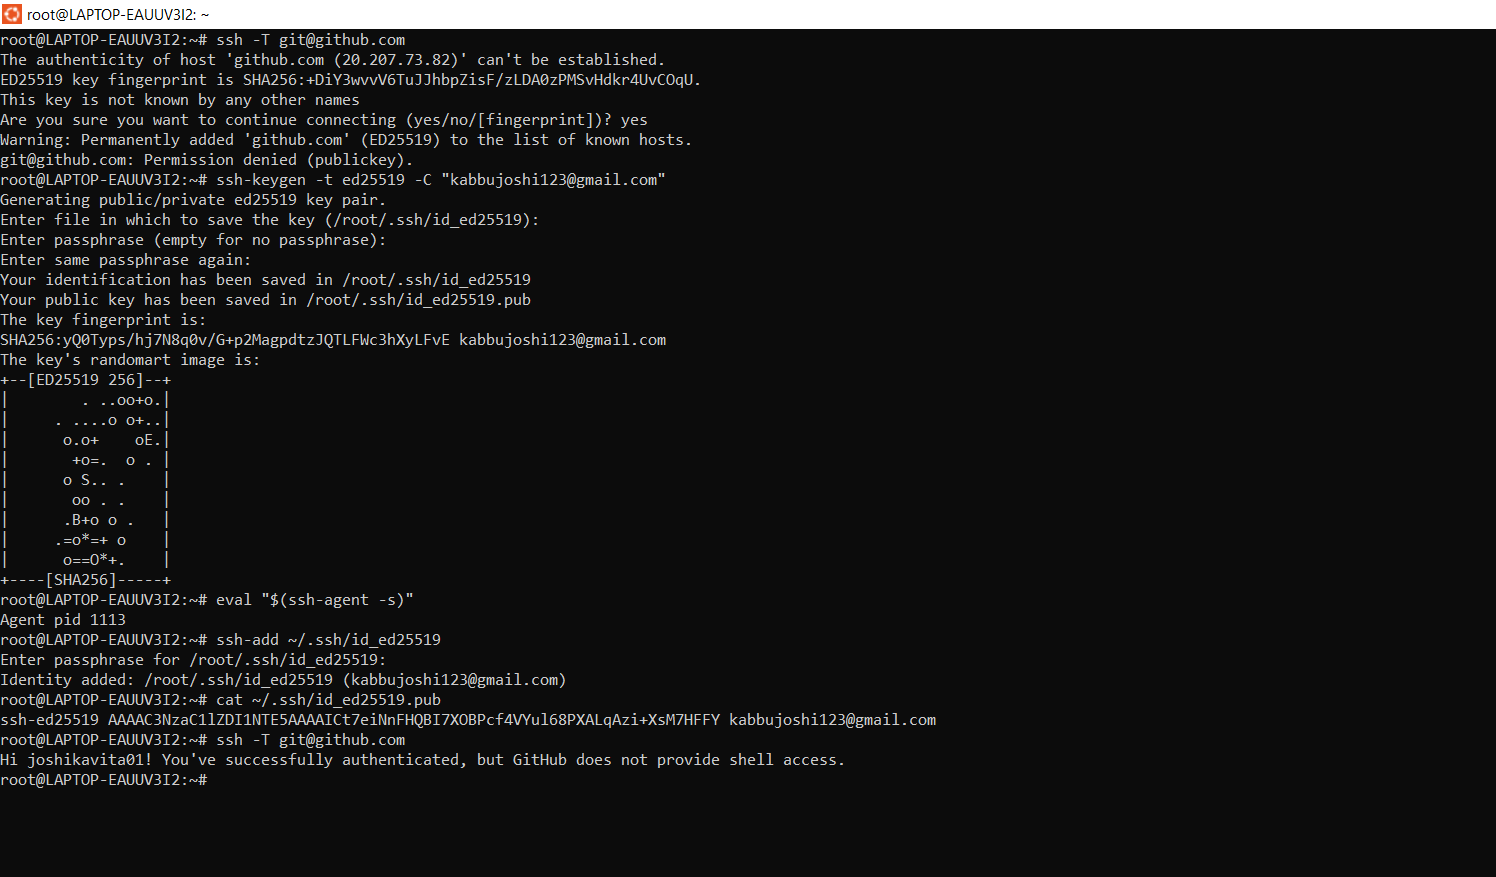 root@LAPTOP-EAUUV3I2: ~
root@LAPTOP-EAUUV3I2:~# ssh -T git@github.com
The authenticity of host 'github.com (20.207.73.82)' can't be established.
ED25519 key fingerprint is SHA256:+DiY3wvvV6TuJJhbpZisF/zLDA0zPMSvHdkr4UvCOqU.
This key is not known by any other names
Are you sure you want to continue connecting (yes/no/[fingerprint])? yes
Warning: Permanently added 'github.com' (ED25519) to the list of known hosts.
git@github.com: Permission denied (publickey).
root@LAPTOP-EAUUV3I2:~# ssh-keygen -t ed25519 -C "kabbujoshi123@gmail.com"
Generating public/private ed25519 key pair.
Enter file in which to save the key (/root/.ssh/id_ed25519):
Enter passphrase (empty for no passphrase):
Enter same passphrase again:
Your identification has been saved in /root/.ssh/id_ed25519
Your public key has been saved in /root/.ssh/id_ed25519.pub
The key fingerprint is:
SHA256:yQ0Typs/hj7N8q0v/G+p2MagpdtzJQTLFWc3hXyLFvE kabbujoshi123@gmail.com
The key's randomart image is:
+--[ED25519 256]--+
|        . ..oo+o.|
|     . ....o o+..|
|      o.o+    oE.|
|       +o=.  o . |
|      o S.. .    |
|       oo . .    |
|      .B+o o .   |
|     .=o*=+ o    |
|      o==O*+.    |
+----[SHA256]-----+
root@LAPTOP-EAUUV3I2:~# eval "$(ssh-agent -s)"
Agent pid 1113
root@LAPTOP-EAUUV3I2:~# ssh-add ~/.ssh/id_ed25519
Enter passphrase for /root/.ssh/id_ed25519:
Identity added: /root/.ssh/id_ed25519 (kabbujoshi123@gmail.com)
root@LAPTOP-EAUUV3I2:~# cat ~/.ssh/id_ed25519.pub
ssh-ed25519 AAAAC3NzaC1lZDI1NTE5AAAAICt7eiNnFHQBI7XOBPcf4VYul68PXALqAzi+XsM7HFFY kabbujoshi123@gmail.com
root@LAPTOP-EAUUV3I2:~# ssh -T git@github.com
Hi joshikavita01! You've successfully authenticated, but GitHub does not provide shell access.
root@LAPTOP-EAUUV3I2:~#